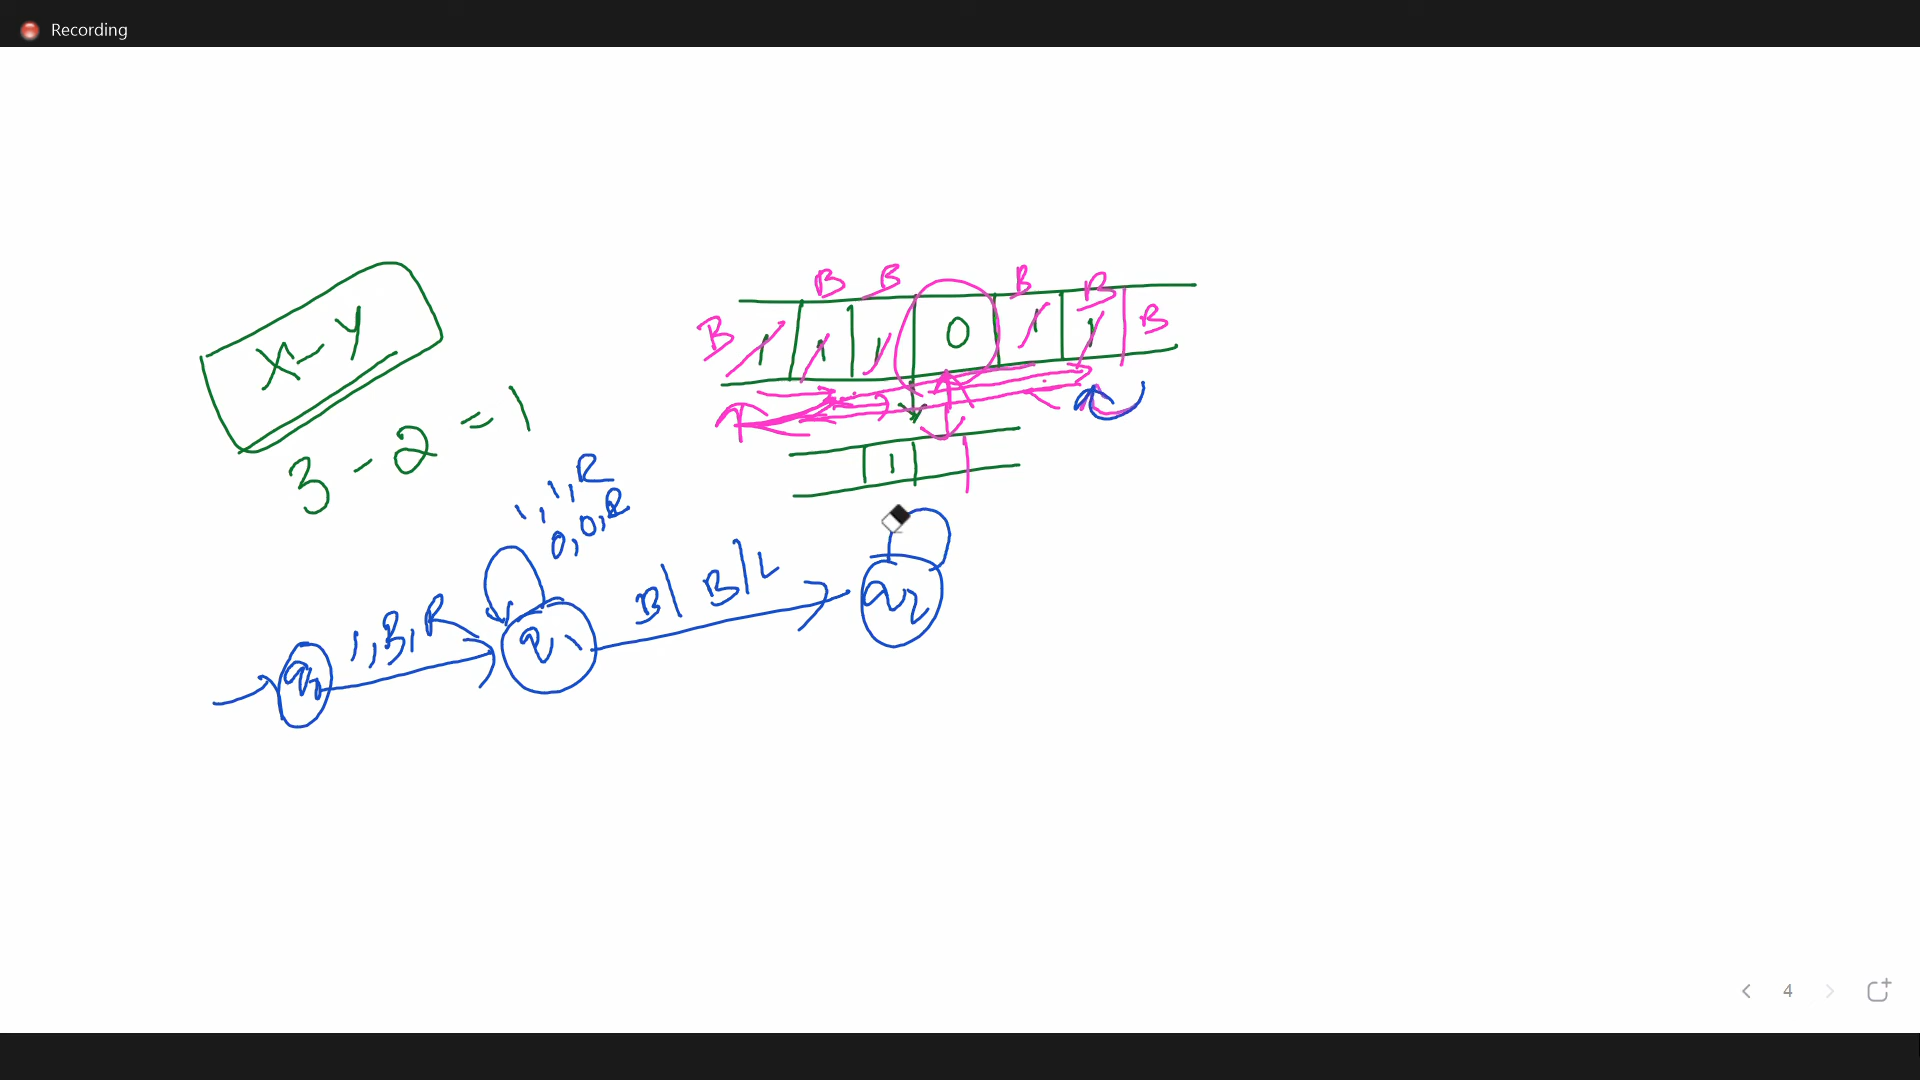 Recording
X - Y
3 - 2 = 1
B B B B
B 1 1 1 0 1 1 B
1
1, 1, R
0, 0, R
1, B, R
B / B / L
q0
q1
q2
4